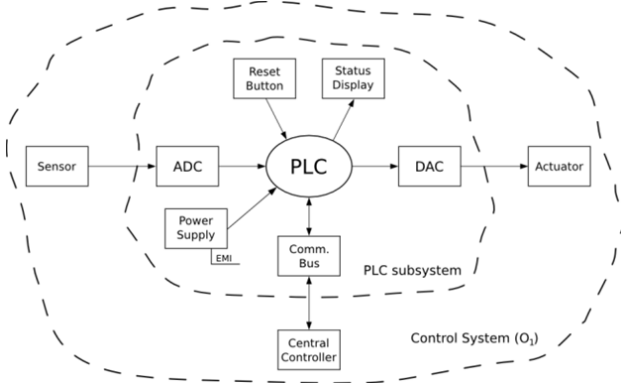 Reset
Button
Status
Display
Sensor
ADC
PLC
DAC
Actuator
Power
Supply
EMI
Comm.
Bus
PLC subsystem
Central
Controller
Control System (O₁)